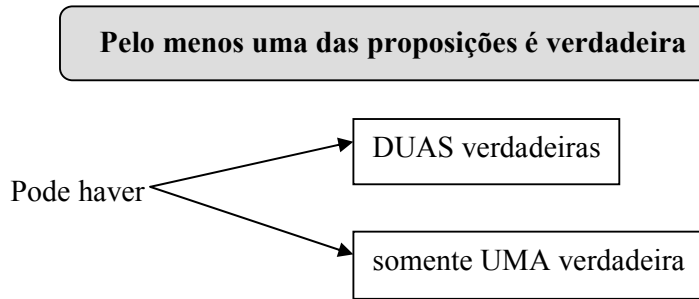 Pelo menos uma das proposições é verdadeira
DUAS verdadeiras
Pode haver
somente UMA verdadeira